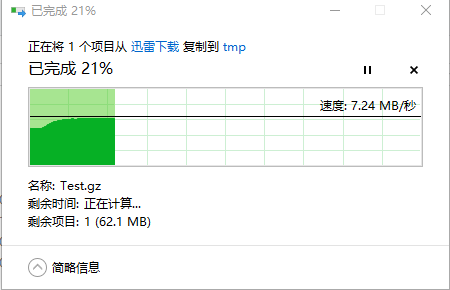 已完成 21%
正在将 1 个项目从 迅雷下载 复制到 tmp
已完成 21%
速度: 7.24 MB/秒
名称: Test.gz
剩余时间: 正在计算...
剩余项目: 1 (62.1 MB)
简略信息